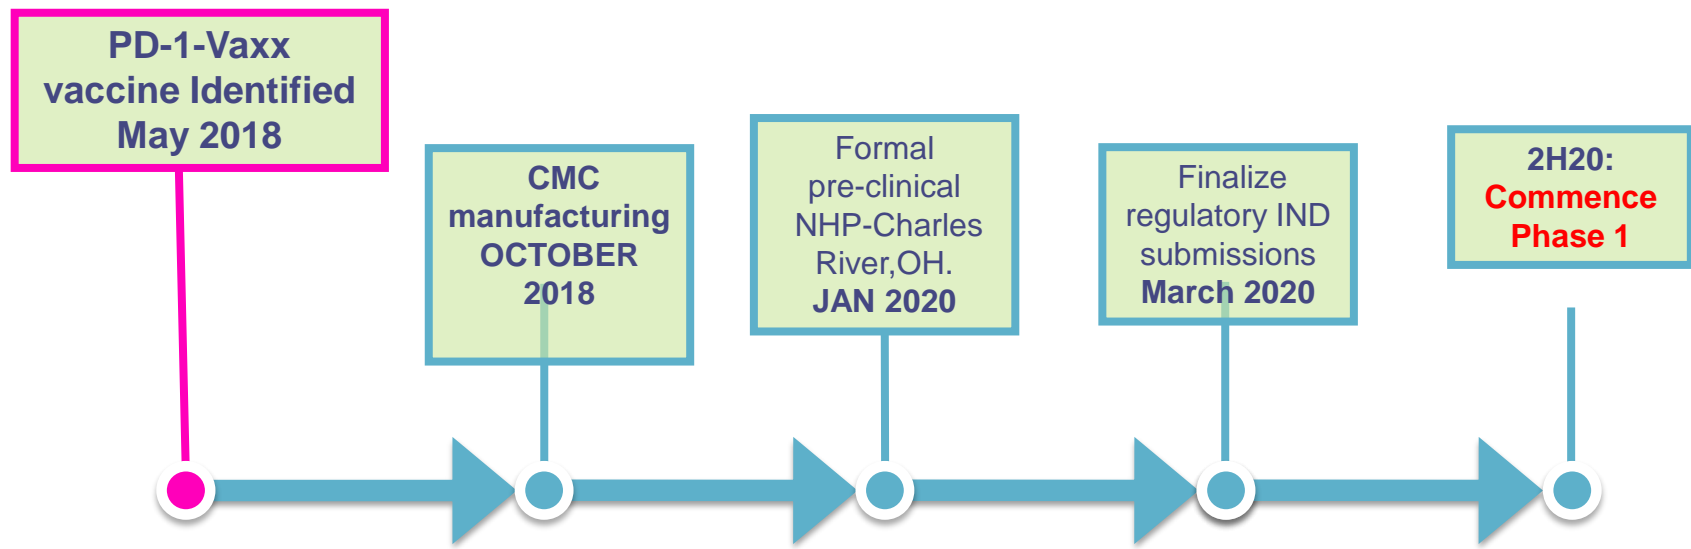 PD-1-Vaxx
vaccine Identified
May 2018
CMC
manufacturing
OCTOBER
2018
Formal
pre-clinical
NHP-Charles
River,OH.
JAN 2020
Finalize
regulatory IND
submissions
March 2020
2H20:
Commence
Phase 1